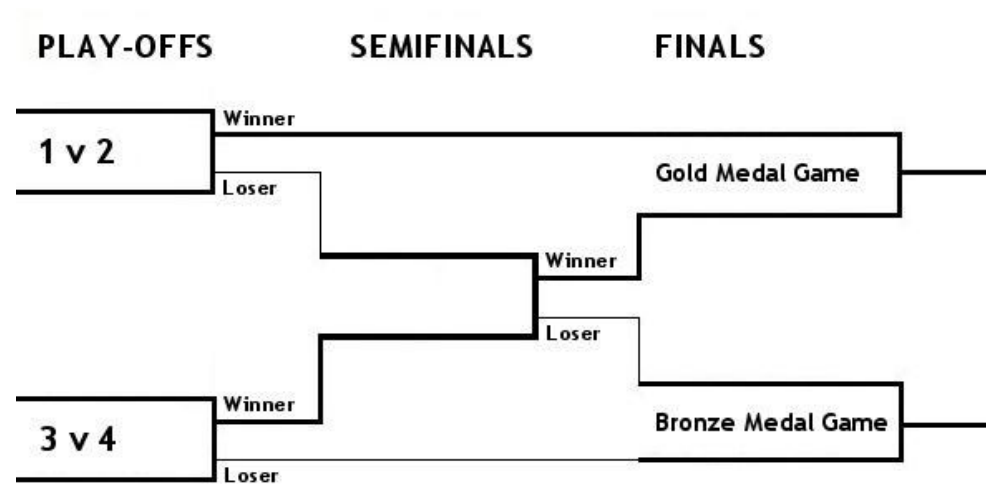 PLAY-OFFS SEMIFINALS FINALS
Winner
1 v 2
Gold Medal Game
Loser
Winner
Loser
Winner
Bronze Medal Game
3 v 4
Loser